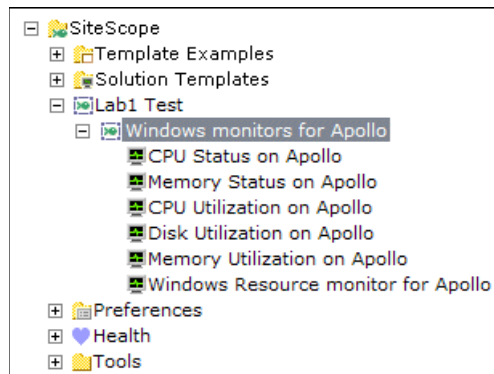 SiteScope
Template Examples
Solution Templates
Lab1 Test
Windows monitors for Apollo
CPU Status on Apollo
Memory Status on Apollo
CPU Utilization on Apollo
Disk Utilization on Apollo
Memory Utilization on Apollo
Windows Resource monitor for Apollo
Preferences
Health
Tools